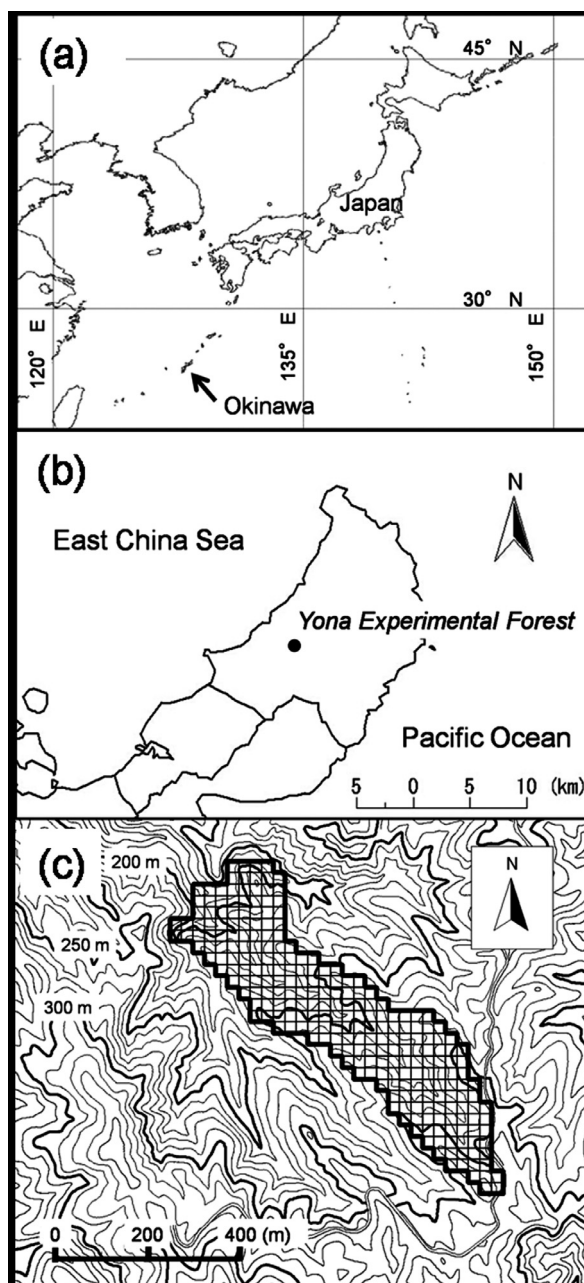 (a)
45° N
Japan
30° N
120° E
135° E
150° E
Okinawa
(b)
N
East China Sea
Yona Experimental Forest
Pacific Ocean
5 0 5 10 (km)
(c)
200 m
N
250 m
300 m
0 200 400 (m)